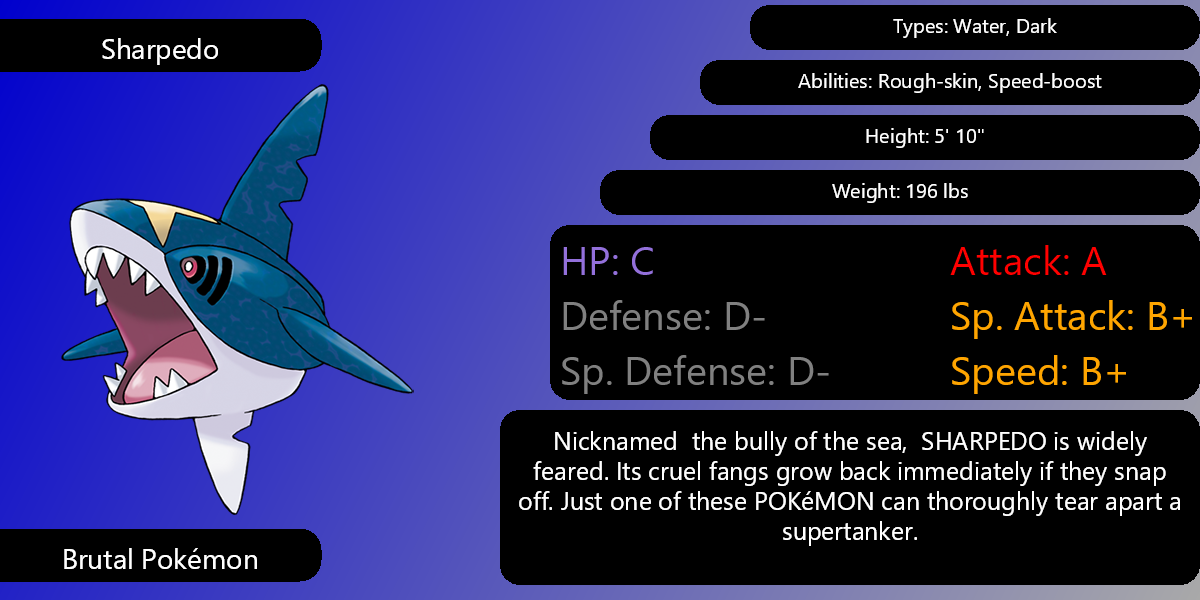 Sharpedo
Types: Water, Dark
Abilities: Rough-skin, Speed-boost
Height: 5' 10"
Weight: 196 lbs
HP: C
Attack: A
Defense: D-
Sp. Attack: B+
Sp. Defense: D-
Speed: B+
Nicknamed  the bully of the sea,  SHARPEDO is widely
feared. Its cruel fangs grow back immediately if they snap
off. Just one of these POKéMON can thoroughly tear apart a
supertanker.
Brutal Pokémon